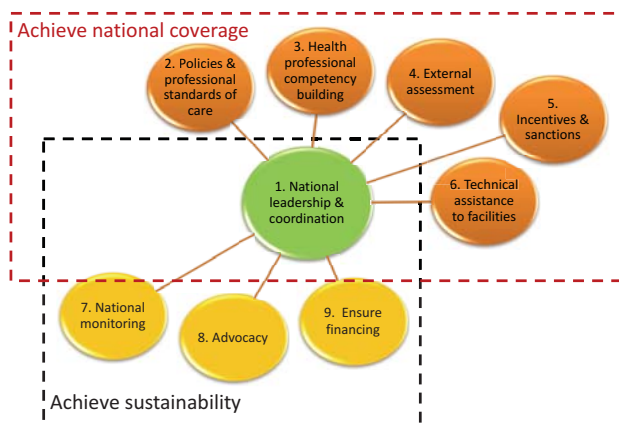 Achieve national coverage
2. Policies &
professional
standards of
care
3. Health
professional
competency
building
4. External
assessment
5.
Incentives &
sanctions
1. National
leadership &
coordination
6. Technical
assistance
to facilities
7. National
monitoring
8. Advocacy
9. Ensure
financing
Achieve sustainability